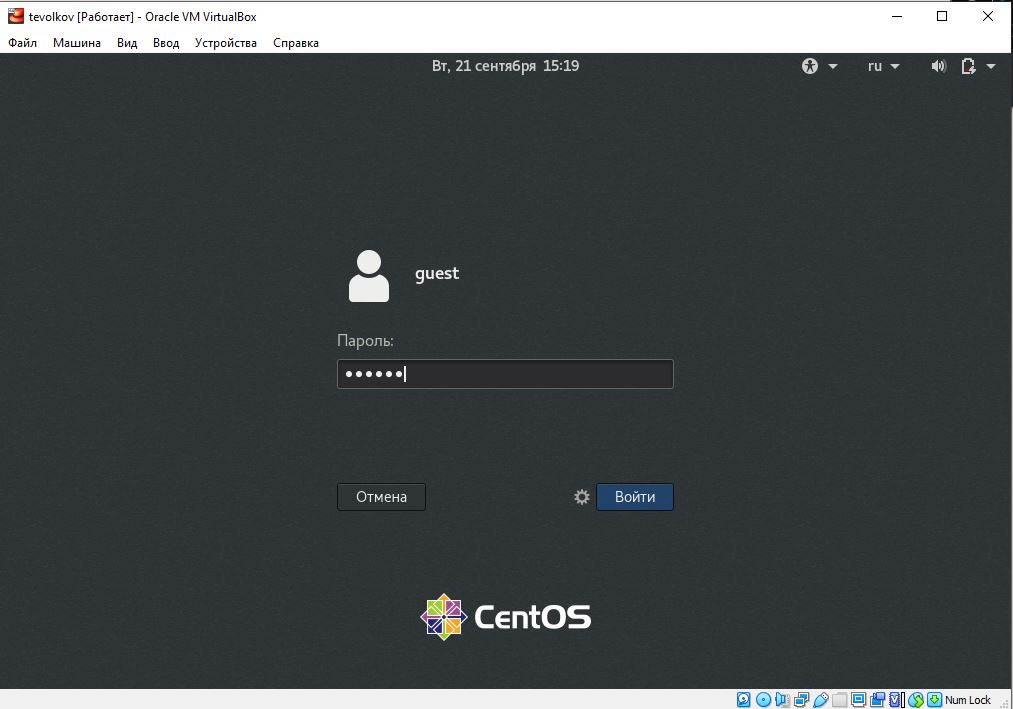 tevolkov [Работает] - Oracle VM VirtualBox
Файл Машина Вид Ввод Устройства Справка
Вт, 21 сентября 15:19 ru
guest
Пароль:
Отмена Войти
CentOS
Num Lock